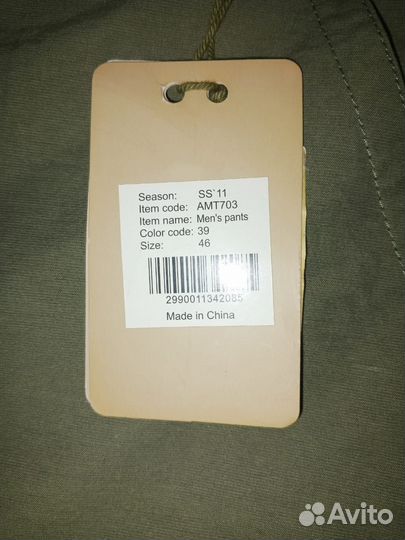 Season: SS`11
Item code: AMT703
Item name: Men's pants
Color code: 39
Size: 46
2990011342085
Made in China
Avito